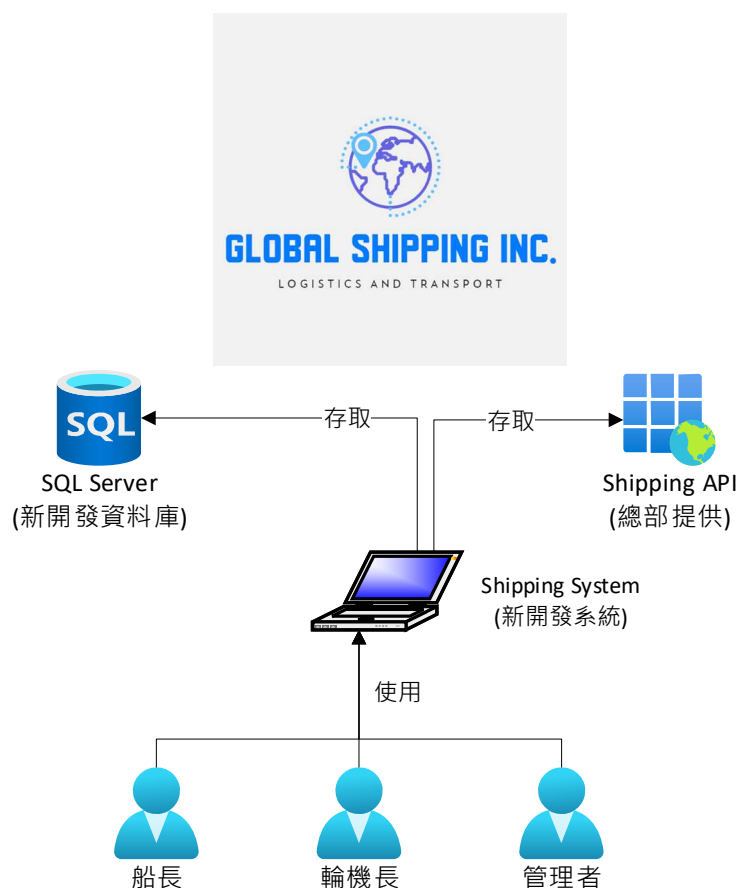 GLOBAL SHIPPING INC.
LOGISTICS AND TRANSPORT
存取
存取
SQL
SQL Server
(新開發資料庫)
Shipping API
(總部提供)
Shipping System
(新開發系統)
使用
船長
輪機長
管理者